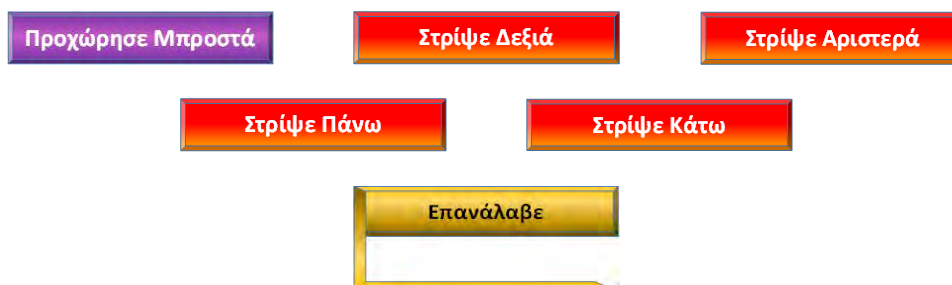 Προχώρησε Μπροστά
Στρίψε Δεξιά
Στρίψε Αριστερά
Στρίψε Πάνω
Στρίψε Κάτω
Επανάλαβε